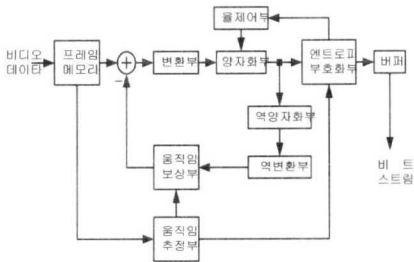 율제어부
비디오
데이타
프레임
메모리
변환부
양자화부
엔트로피
부호화부
버퍼
역양자화부
움직임
보상부
역변환부
비 트
스트림
움직임
추정부